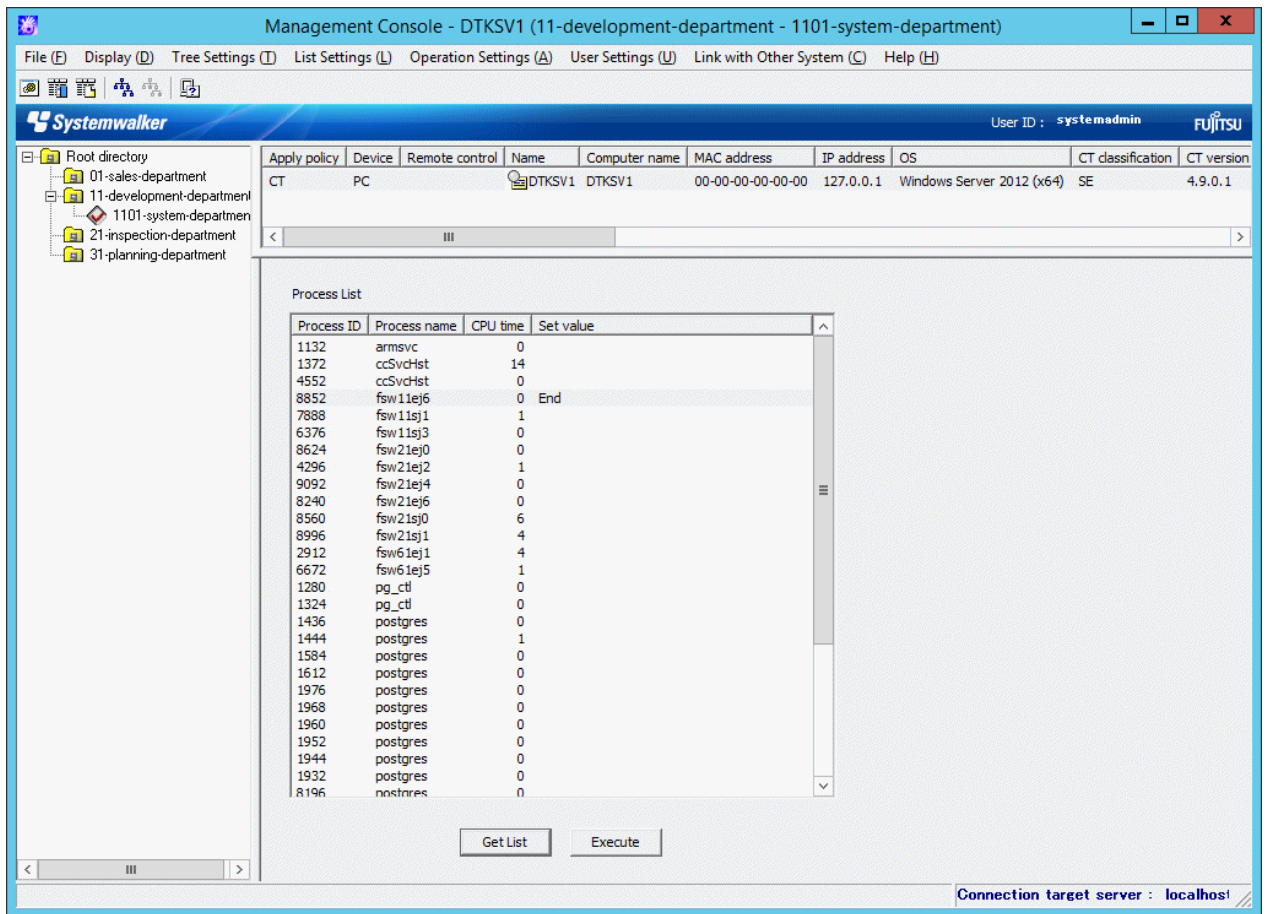 Management Console - DTKSV1 (11-development-department - 1101-system-department)
File (F) Display (D) Tree Settings (T) List Settings (L) Operation Settings (A) User Settings (U) Link with Other System (C) Help (H)
Systemwalker User ID : systemadmin FUJITSU
Root directory
01-sales-department
11-development-department
1101-system-departmen
21-inspection-department
31-planning-department
Apply policy Device Remote control Name Computer name MAC address IP address OS CT classification CT version
CT PC DTKSV1 DTKSV1 00-00-00-00-00-00 127.0.0.1 Windows Server 2012 (x64) SE 4.9.0.1
Process List
Process ID Process name CPU time Set value
1132 armsvc 0
1372 ccSvcHst 14
4552 ccSvcHst 0
8852 fsw11ej6 0 End
7888 fsw11sj1 1
6376 fsw11sj3 0
8624 fsw21ej0 0
4296 fsw21ej2 1
9092 fsw21ej4 0
8240 fsw21ej6 0
8560 fsw21sj0 6
8996 fsw21sj1 4
2912 fsw61ej1 4
6672 fsw61ej5 1
1280 pg_ctl 0
1324 pg_ctl 0
1436 postgres 0
1444 postgres 1
1584 postgres 0
1612 postgres 0
1976 postgres 0
1968 postgres 0
1960 postgres 0
1952 postgres 0
1944 postgres 0
1932 postgres 0
8196 postgres 0
Get List Execute
Connection target server : localhost